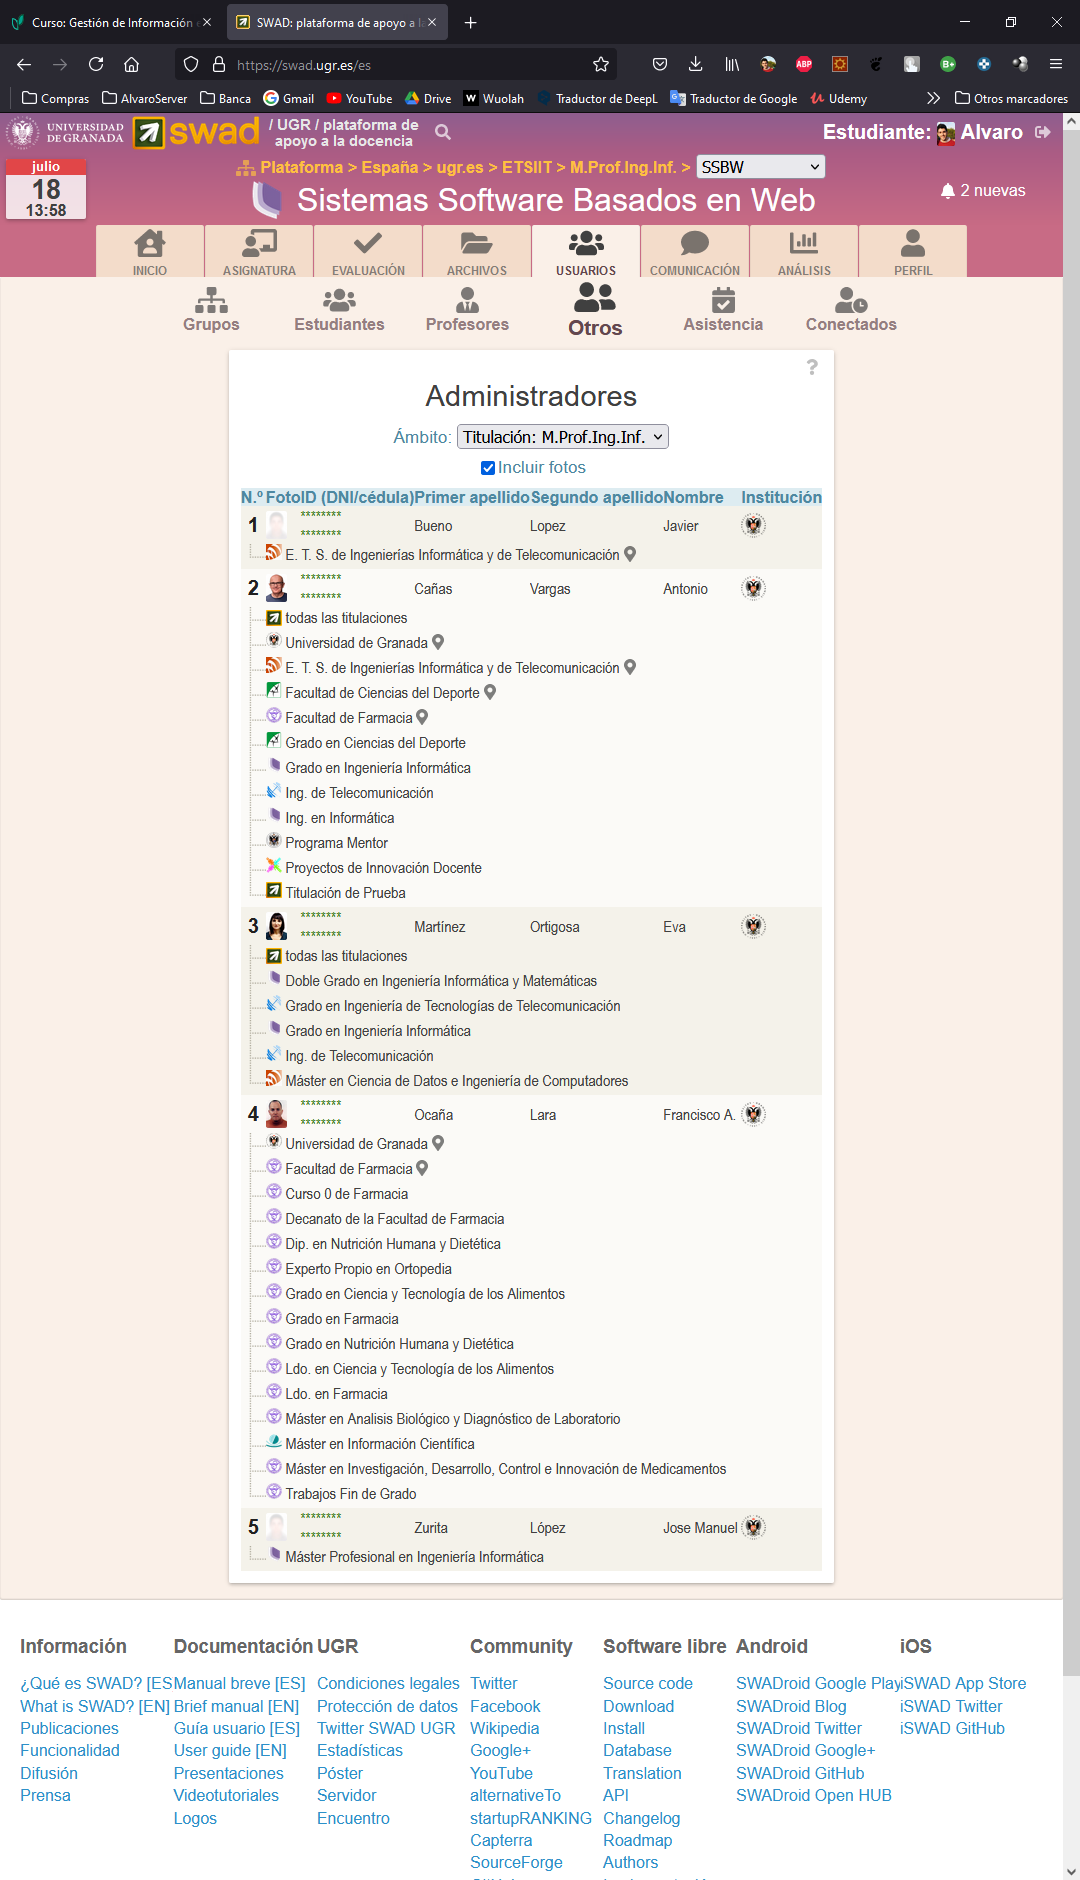 Curso: Gestión de Información
SWAD: plataforma de apoyo a l
https://swad.ugr.es/es
Compras AlvaroServer Banca Gmail YouTube Drive Wuolah Traductor de DeepL Traductor de Google Udemy Otros marcadores
UNIVERSIDAD DE GRANADA
swad
/ UGR / plataforma de apoyo a la docencia
Estudiante: Alvaro
julio
18
13:58
Plataforma > España > ugr.es > ETSIIT > M.Prof.Ing.Inf. > SSBW
Sistemas Software Basados en Web
2 nuevas
INICIO ASIGNATURA EVALUACIÓN ARCHIVOS USUARIOS COMUNICACIÓN ANÁLISIS PERFIL
Grupos Estudiantes Profesores Otros Asistencia Conectados
?
Administradores
Ámbito: Titulación: M.Prof.Ing.Inf.
Incluir fotos
N.º Foto ID (DNI/cédula) Primer apellido Segundo apellido Nombre Institución
1 ******** ******** Bueno Lopez Javier
E. T. S. de Ingenierías Informática y de Telecomunicación
2 ******** ******** Cañas Vargas Antonio
todas las titulaciones
Universidad de Granada
E. T. S. de Ingenierías Informática y de Telecomunicación
Facultad de Ciencias del Deporte
Facultad de Farmacia
Grado en Ciencias del Deporte
Grado en Ingeniería Informática
Ing. de Telecomunicación
Ing. en Informática
Programa Mentor
Proyectos de Innovación Docente
Titulación de Prueba
3 ******** ******** Martínez Ortigosa Eva
todas las titulaciones
Doble Grado en Ingeniería Informática y Matemáticas
Grado en Ingeniería de Tecnologías de Telecomunicación
Grado en Ingeniería Informática
Ing. de Telecomunicación
Máster en Ciencia de Datos e Ingeniería de Computadores
4 ******** ******** Ocaña Lara Francisco A.
Universidad de Granada
Facultad de Farmacia
Curso 0 de Farmacia
Decanato de la Facultad de Farmacia
Dip. en Nutrición Humana y Dietética
Experto Propio en Ortopedia
Grado en Ciencia y Tecnología de los Alimentos
Grado en Farmacia
Grado en Nutrición Humana y Dietética
Ldo. en Ciencia y Tecnología de los Alimentos
Ldo. en Farmacia
Máster en Analisis Biológico y Diagnóstico de Laboratorio
Máster en Información Científica
Máster en Investigación, Desarrollo, Control e Innovación de Medicamentos
Trabajos Fin de Grado
5 ******** ******** Zurita López Jose Manuel
Máster Profesional en Ingeniería Informática
Información Documentación UGR Community Software libre Android iOS
¿Qué es SWAD? [ES Manual breve [ES] Condiciones legales Twitter Source code SWADroid Google Play iSWAD App Store
What is SWAD? [EN] Brief manual [EN] Protección de datos Facebook Download SWADroid Blog iSWAD Twitter
Publicaciones Guía usuario [ES] Twitter SWAD UGR Wikipedia Install SWADroid Twitter iSWAD GitHub
Funcionalidad User guide [EN] Estadísticas Google+ Database SWADroid Google+
Difusión Presentaciones Póster YouTube Translation SWADroid GitHub
Prensa Videotutoriales Servidor alternativeTo API SWADroid Open HUB
Logos Encuentro startupRANKING Changelog
Capterra Roadmap
SourceForge Authors